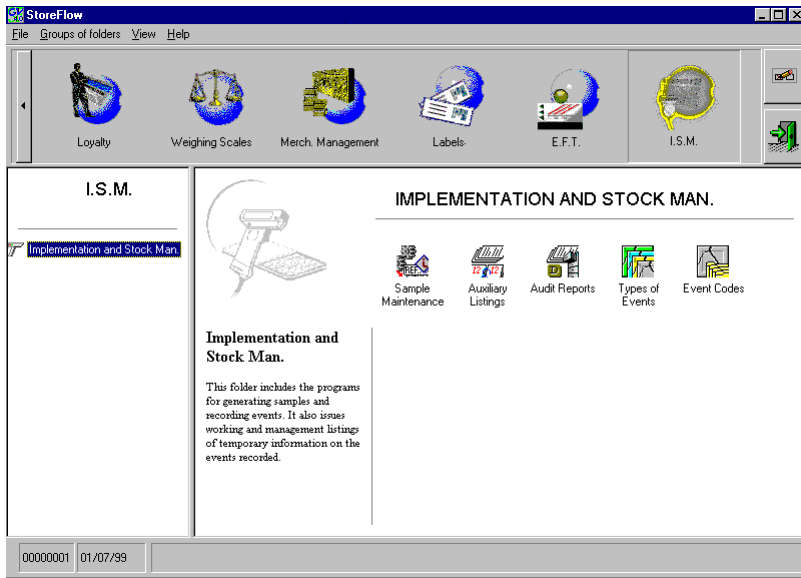 StoreFlow
File Groups of folders View Help
Loyalty
Weighing Scales
Merch. Management
Labels
E.F.T.
I.S.M.
I.S.M.
Implementation and Stock Man.
IMPLEMENTATION AND STOCK MAN.
Sample
Maintenance
Auxiliary
Listings
Audit Reports
Types of
Events
Event Codes
Implementation and
Stock Man.
This folder includes the programs
for generating samples and
recording events. It also issues
working and management listings
of temporary information on the
events recorded.
00000001 01/07/99